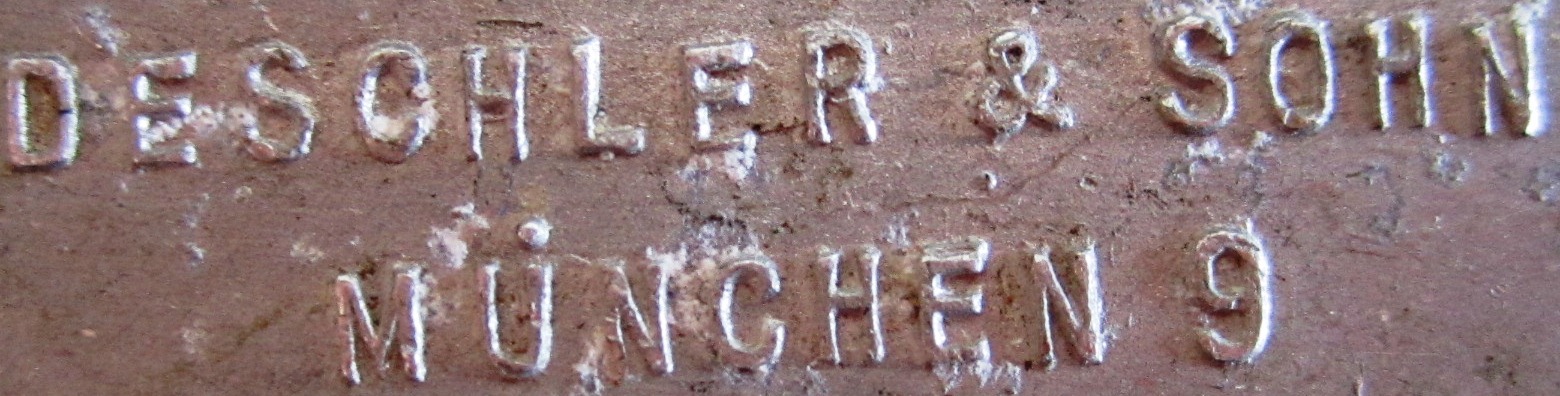 DESCHLER & SOHN
MÜNCHEN 9